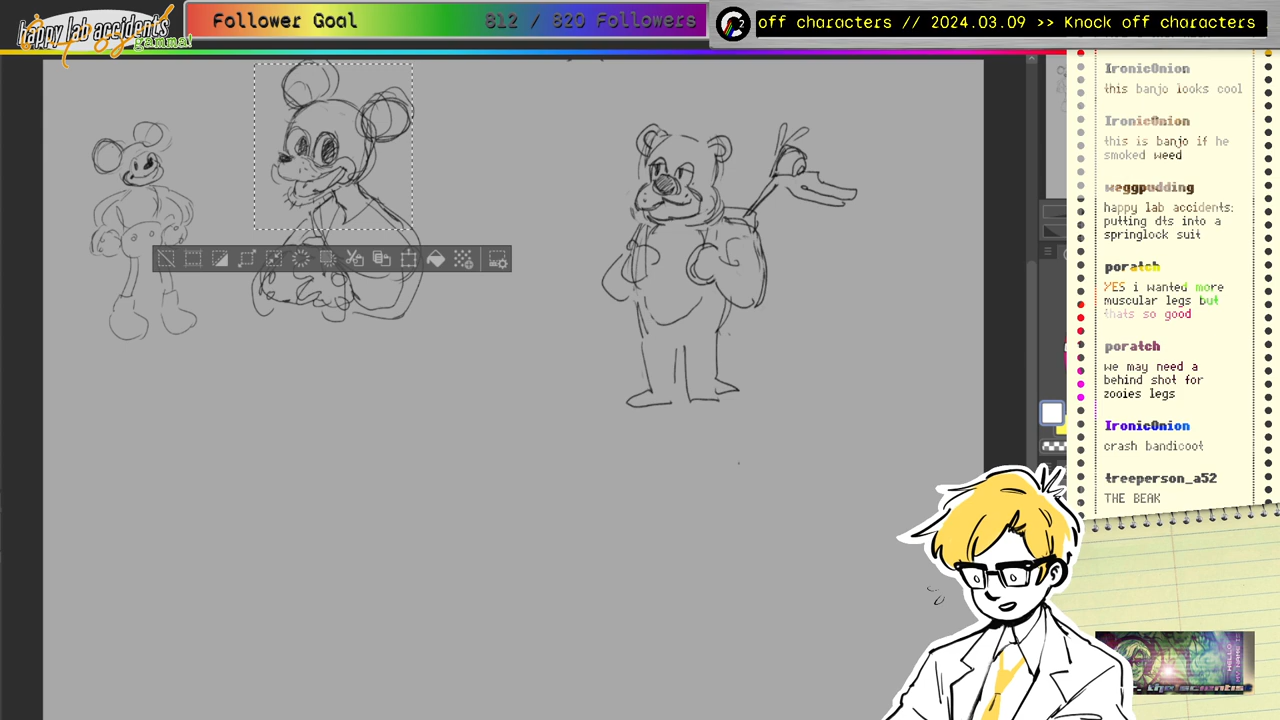 happy lab accidents
gamma!
Follower Goal
812 / 820 Followers
off characters // 2024.03.09 >> Knock off characters
IronicOnion
this banjo looks cool
IronicOnion
this is banjo if he
smoked weed
weggpudding
happy lab accidents:
putting dts into a
springlock suit
poratch
YES i wanted more
muscular legs but
thats so good
poratch
we may need a
behind shot for
zooies legs
IronicOnion
crash bandicoot
treeperson_a52
THE BEAK
HELLO